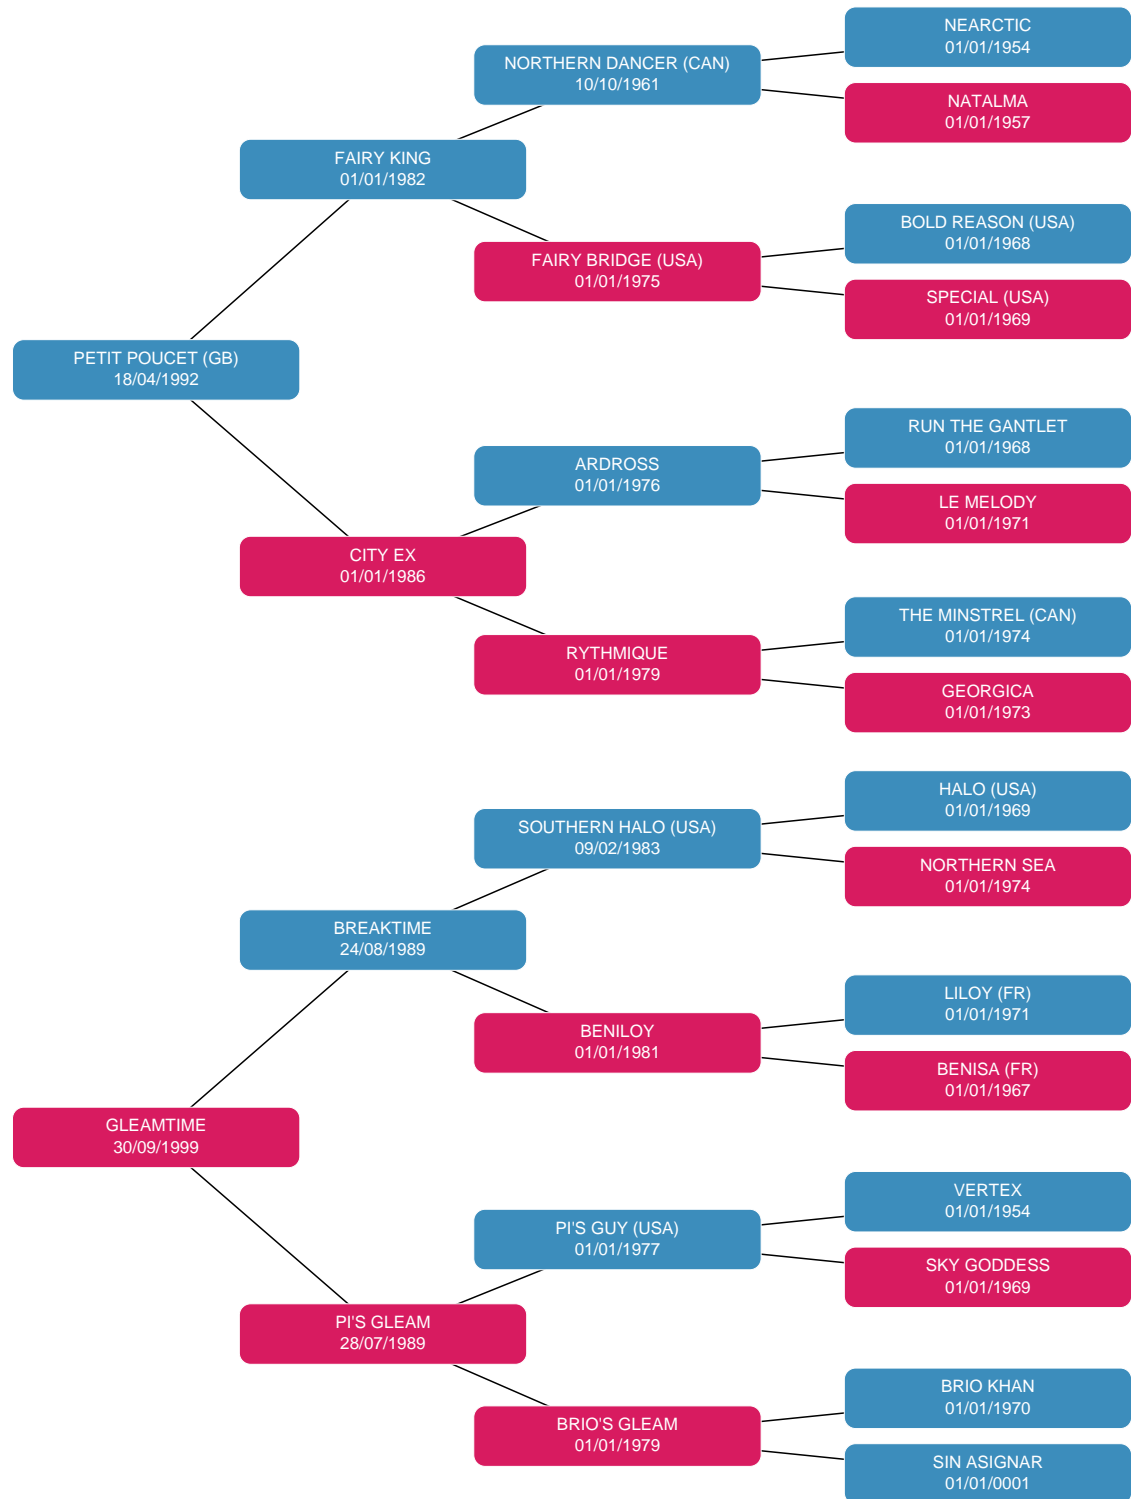 NEARCTIC
01/01/1954
NORTHERN DANCER (CAN)
10/10/1961
NATALMA
01/01/1957
FAIRY KING
01/01/1982
BOLD REASON (USA)
01/01/1968
FAIRY BRIDGE (USA)
01/01/1975
SPECIAL (USA)
01/01/1969
PETIT POUCET (GB)
18/04/1992
RUN THE GANTLET
01/01/1968
ARDROSS
01/01/1976
LE MELODY
01/01/1971
CITY EX
01/01/1986
THE MINSTREL (CAN)
01/01/1974
RYTHMIQUE
01/01/1979
GEORGICA
01/01/1973
HALO (USA)
01/01/1969
SOUTHERN HALO (USA)
09/02/1983
NORTHERN SEA
01/01/1974
BREAKTIME
24/08/1989
LILOY (FR)
01/01/1971
BENILOY
01/01/1981
BENISA (FR)
01/01/1967
GLEAMTIME
30/09/1999
VERTEX
01/01/1954
PI'S GUY (USA)
01/01/1977
SKY GODDESS
01/01/1969
PI'S GLEAM
28/07/1989
BRIO KHAN
01/01/1970
BRIO'S GLEAM
01/01/1979
SIN ASIGNAR
01/01/0001